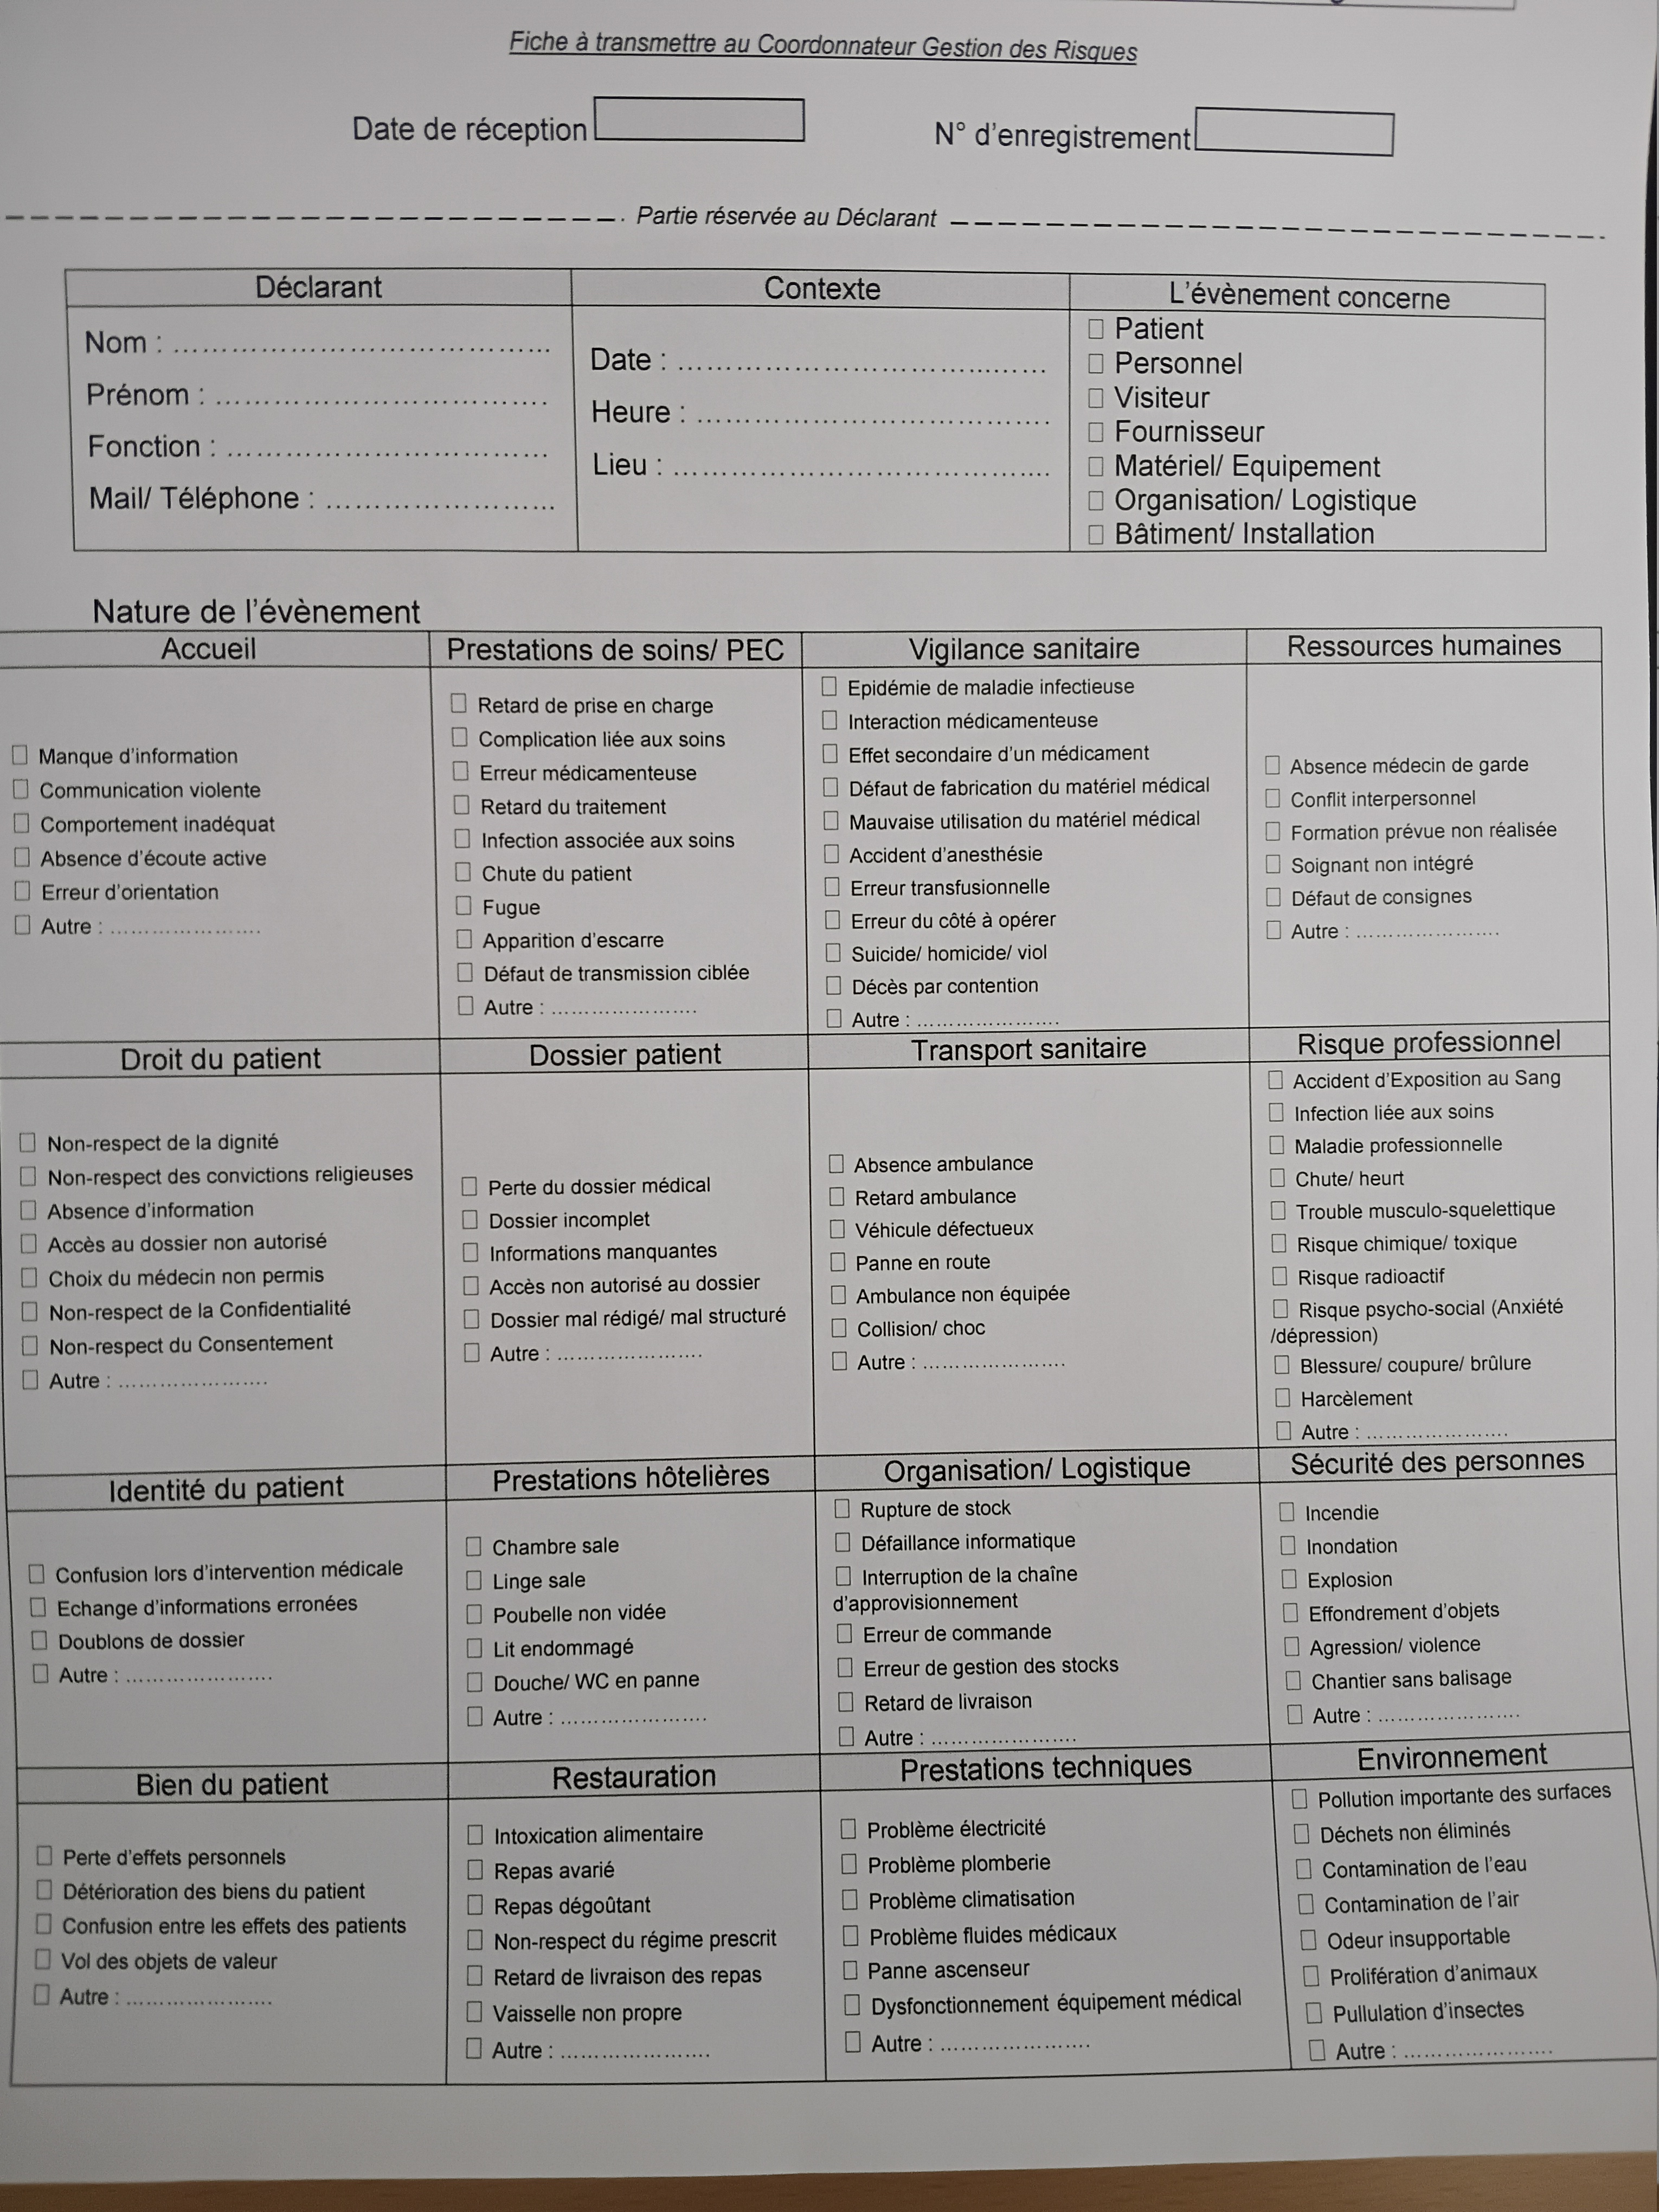 Fiche à transmettre au Coordonnateur Gestion des Risques
Date de réception
N° d'enregistrement
Partie réservée au Déclarant
Déclarant
Nom : ........................................
Prénom : ...................................
Fonction : ..................................
Mail/ Téléphone : ........................
Contexte
Date : .......................................
Heure : .....................................
Lieu : ........................................
L'évènement concerne
☐ Patient
☐ Personnel
☐ Visiteur
☐ Fournisseur
☐ Matériel/ Equipement
☐ Organisation/ Logistique
☐ Bâtiment/ Installation
Nature de l'évènement
Accueil
☐ Manque d'information
☐ Communication violente
☐ Comportement inadéquat
☐ Absence d'écoute active
☐ Erreur d'orientation
☐ Autre : ......................
Prestations de soins/ PEC
☐ Retard de prise en charge
☐ Complication liée aux soins
☐ Erreur médicamenteuse
☐ Retard du traitement
☐ Infection associée aux soins
☐ Chute du patient
☐ Fugue
☐ Apparition d'escarre
☐ Défaut de transmission ciblée
☐ Autre : ......................
Vigilance sanitaire
☐ Epidémie de maladie infectieuse
☐ Interaction médicamenteuse
☐ Effet secondaire d'un médicament
☐ Défaut de fabrication du matériel médical
☐ Mauvaise utilisation du matériel médical
☐ Accident d'anesthésie
☐ Erreur transfusionnelle
☐ Erreur du côté à opérer
☐ Suicide/ homicide/ viol
☐ Décès par contention
☐ Autre : ......................
Ressources humaines
☐ Absence médecin de garde
☐ Conflit interpersonnel
☐ Formation prévue non réalisée
☐ Soignant non intégré
☐ Défaut de consignes
☐ Autre : ......................
Droit du patient
☐ Non-respect de la dignité
☐ Non-respect des convictions religieuses
☐ Absence d'information
☐ Accès au dossier non autorisé
☐ Choix du médecin non permis
☐ Non-respect de la Confidentialité
☐ Non-respect du Consentement
☐ Autre : ......................
Dossier patient
☐ Perte du dossier médical
☐ Dossier incomplet
☐ Informations manquantes
☐ Accès non autorisé au dossier
☐ Dossier mal rédigé/ mal structuré
☐ Autre : ......................
Transport sanitaire
☐ Absence ambulance
☐ Retard ambulance
☐ Véhicule défectueux
☐ Panne en route
☐ Ambulance non équipée
☐ Collision/ choc
☐ Autre : ......................
Risque professionnel
☐ Accident d'Exposition au Sang
☐ Infection liée aux soins
☐ Maladie professionnelle
☐ Chute/ heurt
☐ Trouble musculo-squelettique
☐ Risque chimique/ toxique
☐ Risque radioactif
☐ Risque psycho-social (Anxiété
/dépression)
☐ Blessure/ coupure/ brûlure
☐ Harcèlement
☐ Autre : ......................
Identité du patient
☐ Confusion lors d'intervention médicale
☐ Echange d'informations erronées
☐ Doublons de dossier
☐ Autre : ......................
Prestations hôtelières
☐ Chambre sale
☐ Linge sale
☐ Poubelle non vidée
☐ Lit endommagé
☐ Douche/ WC en panne
☐ Autre : ......................
Organisation/ Logistique
☐ Rupture de stock
☐ Défaillance informatique
☐ Interruption de la chaîne
d'approvisionnement
☐ Erreur de commande
☐ Erreur de gestion des stocks
☐ Retard de livraison
☐ Autre : ......................
Sécurité des personnes
☐ Incendie
☐ Inondation
☐ Explosion
☐ Effondrement d'objets
☐ Agression/ violence
☐ Chantier sans balisage
☐ Autre : ......................
Bien du patient
☐ Perte d'effets personnels
☐ Détérioration des biens du patient
☐ Confusion entre les effets des patients
☐ Vol des objets de valeur
☐ Autre : ......................
Restauration
☐ Intoxication alimentaire
☐ Repas avarié
☐ Repas dégoûtant
☐ Non-respect du régime prescrit
☐ Retard de livraison des repas
☐ Vaisselle non propre
☐ Autre : ......................
Prestations techniques
☐ Problème électricité
☐ Problème plomberie
☐ Problème climatisation
☐ Problème fluides médicaux
☐ Panne ascenseur
☐ Dysfonctionnement équipement médical
☐ Autre : ......................
Environnement
☐ Pollution importante des surfaces
☐ Déchets non éliminés
☐ Contamination de l'eau
☐ Contamination de l'air
☐ Odeur insupportable
☐ Prolifération d'animaux
☐ Pullulation d'insectes
☐ Autre : ......................